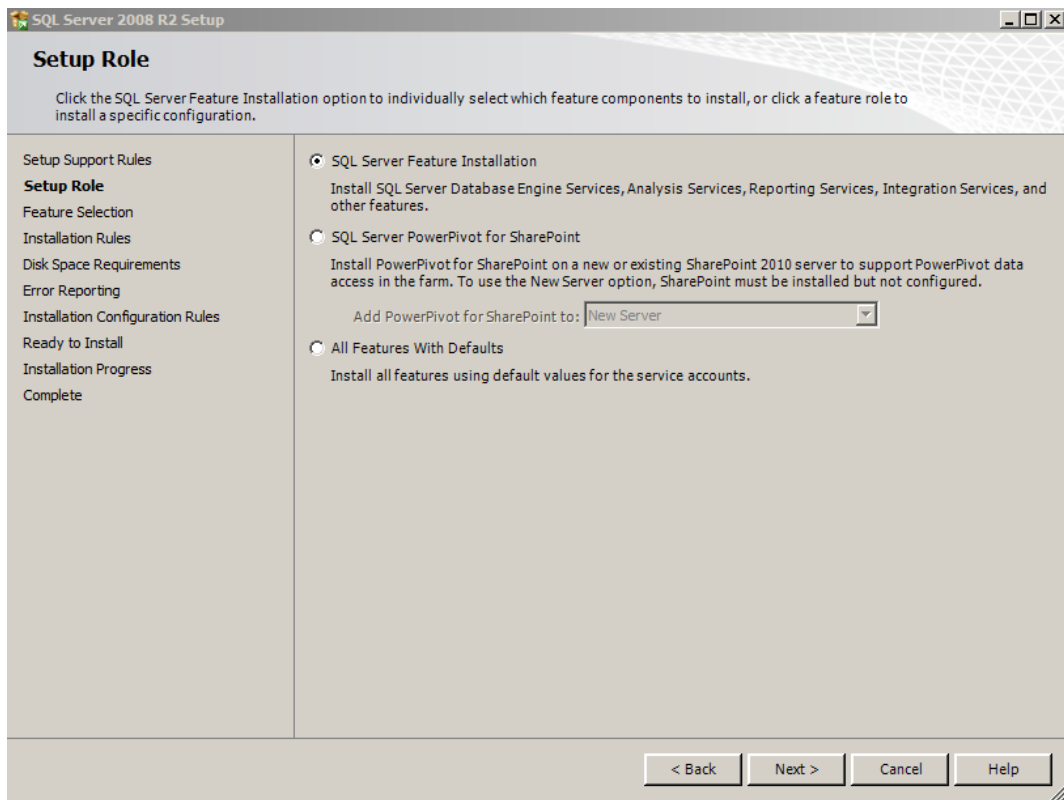 SQL Server 2008 R2 Setup
Setup Role
Click the SQL Server Feature Installation option to individually select which feature components to install, or click a feature role to
install a specific configuration.
Setup Support Rules
Setup Role
Feature Selection
Installation Rules
Disk Space Requirements
Error Reporting
Installation Configuration Rules
Ready to Install
Installation Progress
Complete
SQL Server Feature Installation
Install SQL Server Database Engine Services, Analysis Services, Reporting Services, Integration Services, and
other features.
SQL Server PowerPivot for SharePoint
Install PowerPivot for SharePoint on a new or existing SharePoint 2010 server to support PowerPivot data
access in the farm. To use the New Server option, SharePoint must be installed but not configured.
Add PowerPivot for SharePoint to: New Server
All Features With Defaults
Install all features using default values for the service accounts.
< Back Next > Cancel Help